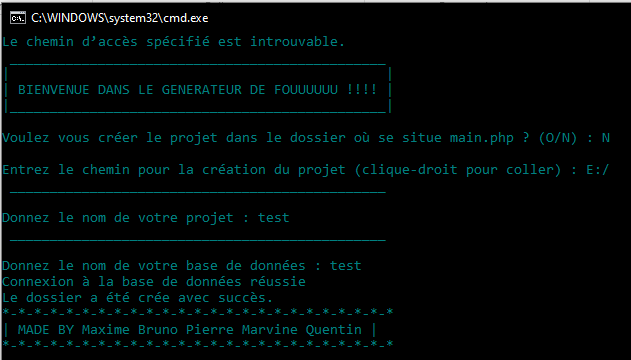 C:\WINDOWS\system32\cmd.exe
Le chemin d’accès spécifié est introuvable.
BIENVENUE DANS LE GENERATEUR DE FOUUUUUU !!!!
Voulez vous créer le projet dans le dossier où se situe main.php ? (O/N) : N
Entrez le chemin pour la création du projet (clique-droit pour coller) : E:/
Donnez le nom de votre projet : test
Donnez le nom de votre base de données : test
Connexion à la base de données réussie
Le dossier a été crée avec succès.
*-*-*-*-*-*-*-*-*-*-*-*-*-*-*-*-*-*-*-*-*-*-*-*-*
| MADE BY Maxime Bruno Pierre Marvine Quentin |
*-*-*-*-*-*-*-*-*-*-*-*-*-*-*-*-*-*-*-*-*-*-*-*-*